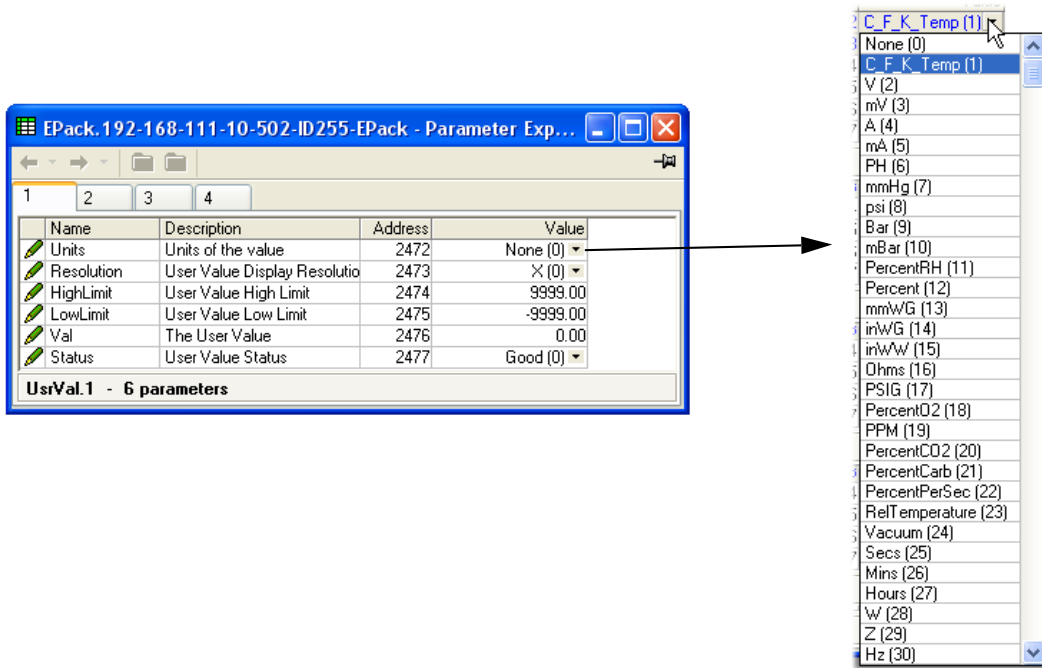 EPack.192-168-111-10-502-ID255-EPack - Parameter Exp...
1 2 3 4
Name Description Address Value
Units Units of the value 2472 None (0)
Resolution User Value Display Resolutio 2473 X (0)
HighLimit User Value High Limit 2474 9999.00
LowLimit User Value Low Limit 2475 -9999.00
Val The User Value 2476 0.00
Status User Value Status 2477 Good (0)
UsrVal.1 - 6 parameters
C_F_K_Temp (1)
None (0)
C_F_K_Temp (1)
V (2)
mV (3)
A (4)
mA (5)
PH (6)
mmHg (7)
psi (8)
Bar (9)
mBar (10)
PercentRH (11)
Percent (12)
mmWG (13)
inWG (14)
inWW (15)
Ohms (16)
PSIG (17)
PercentO2 (18)
PPM (19)
PercentCO2 (20)
PercentCarb (21)
PercentPerSec (22)
RelTemperature (23)
Vacuum (24)
Secs (25)
Mins (26)
Hours (27)
W (28)
Z (29)
Hz (30)